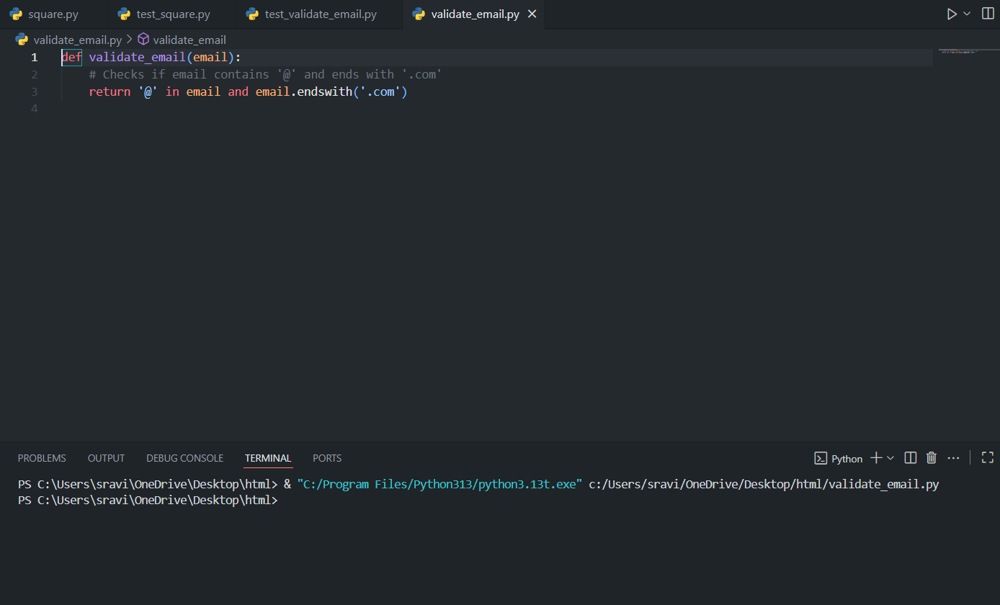 square.py test_square.py test_validate_email.py validate_email.py
validate_email.py > validate_email
1 def validate_email(email):
2     # Checks if email contains '@' and ends with '.com'
3     return '@' in email and email.endswith('.com')
4
PROBLEMS OUTPUT DEBUG CONSOLE TERMINAL PORTS Python
PS C:\Users\sravi\OneDrive\Desktop\html> & "C:/Program Files/Python313/python3.13t.exe" c:/Users/sravi/OneDrive/Desktop/html/validate_email.py
PS C:\Users\sravi\OneDrive\Desktop\html>